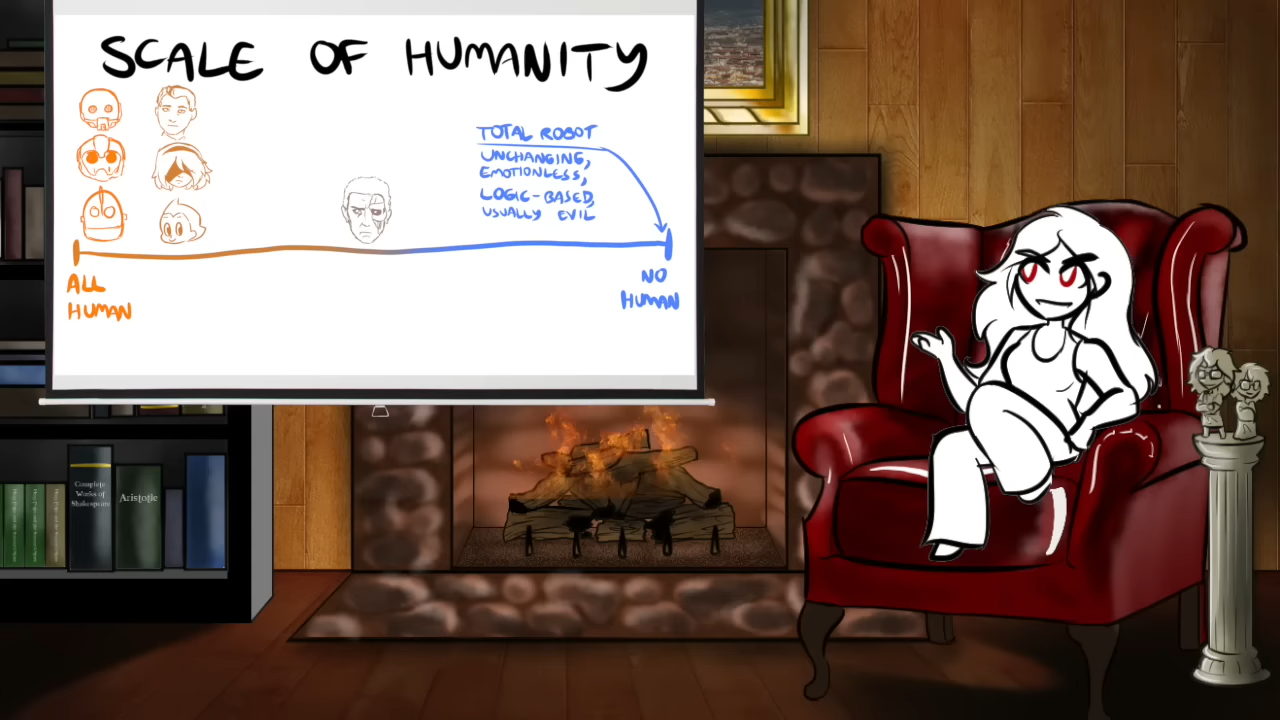 SCALE OF HUMANITY
TOTAL ROBOT
UNCHANGING,
EMOTIONLESS,
LOGIC-BASED,
USUALLY EVIL
ALL
HUMAN
NO
HUMAN
Complete
Works of
Shakespeare
Aristotle